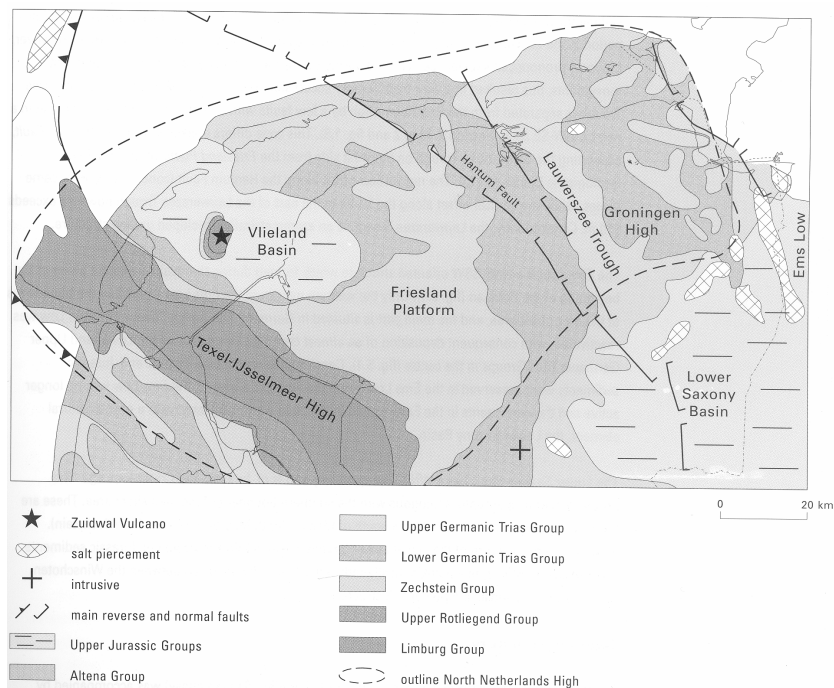 Hantum Fault
Lauwerszee Trough
Groningen
High
Ems Low
Vlieland
Basin
Friesland
Platform
Texel-IJsselmeer High
Lower
Saxony
Basin
0 20 km
Zuidwal Vulcano
salt piercement
intrusive
main reverse and normal faults
Upper Jurassic Groups
Altena Group
Upper Germanic Trias Group
Lower Germanic Trias Group
Zechstein Group
Upper Rotliegend Group
Limburg Group
outline North Netherlands High